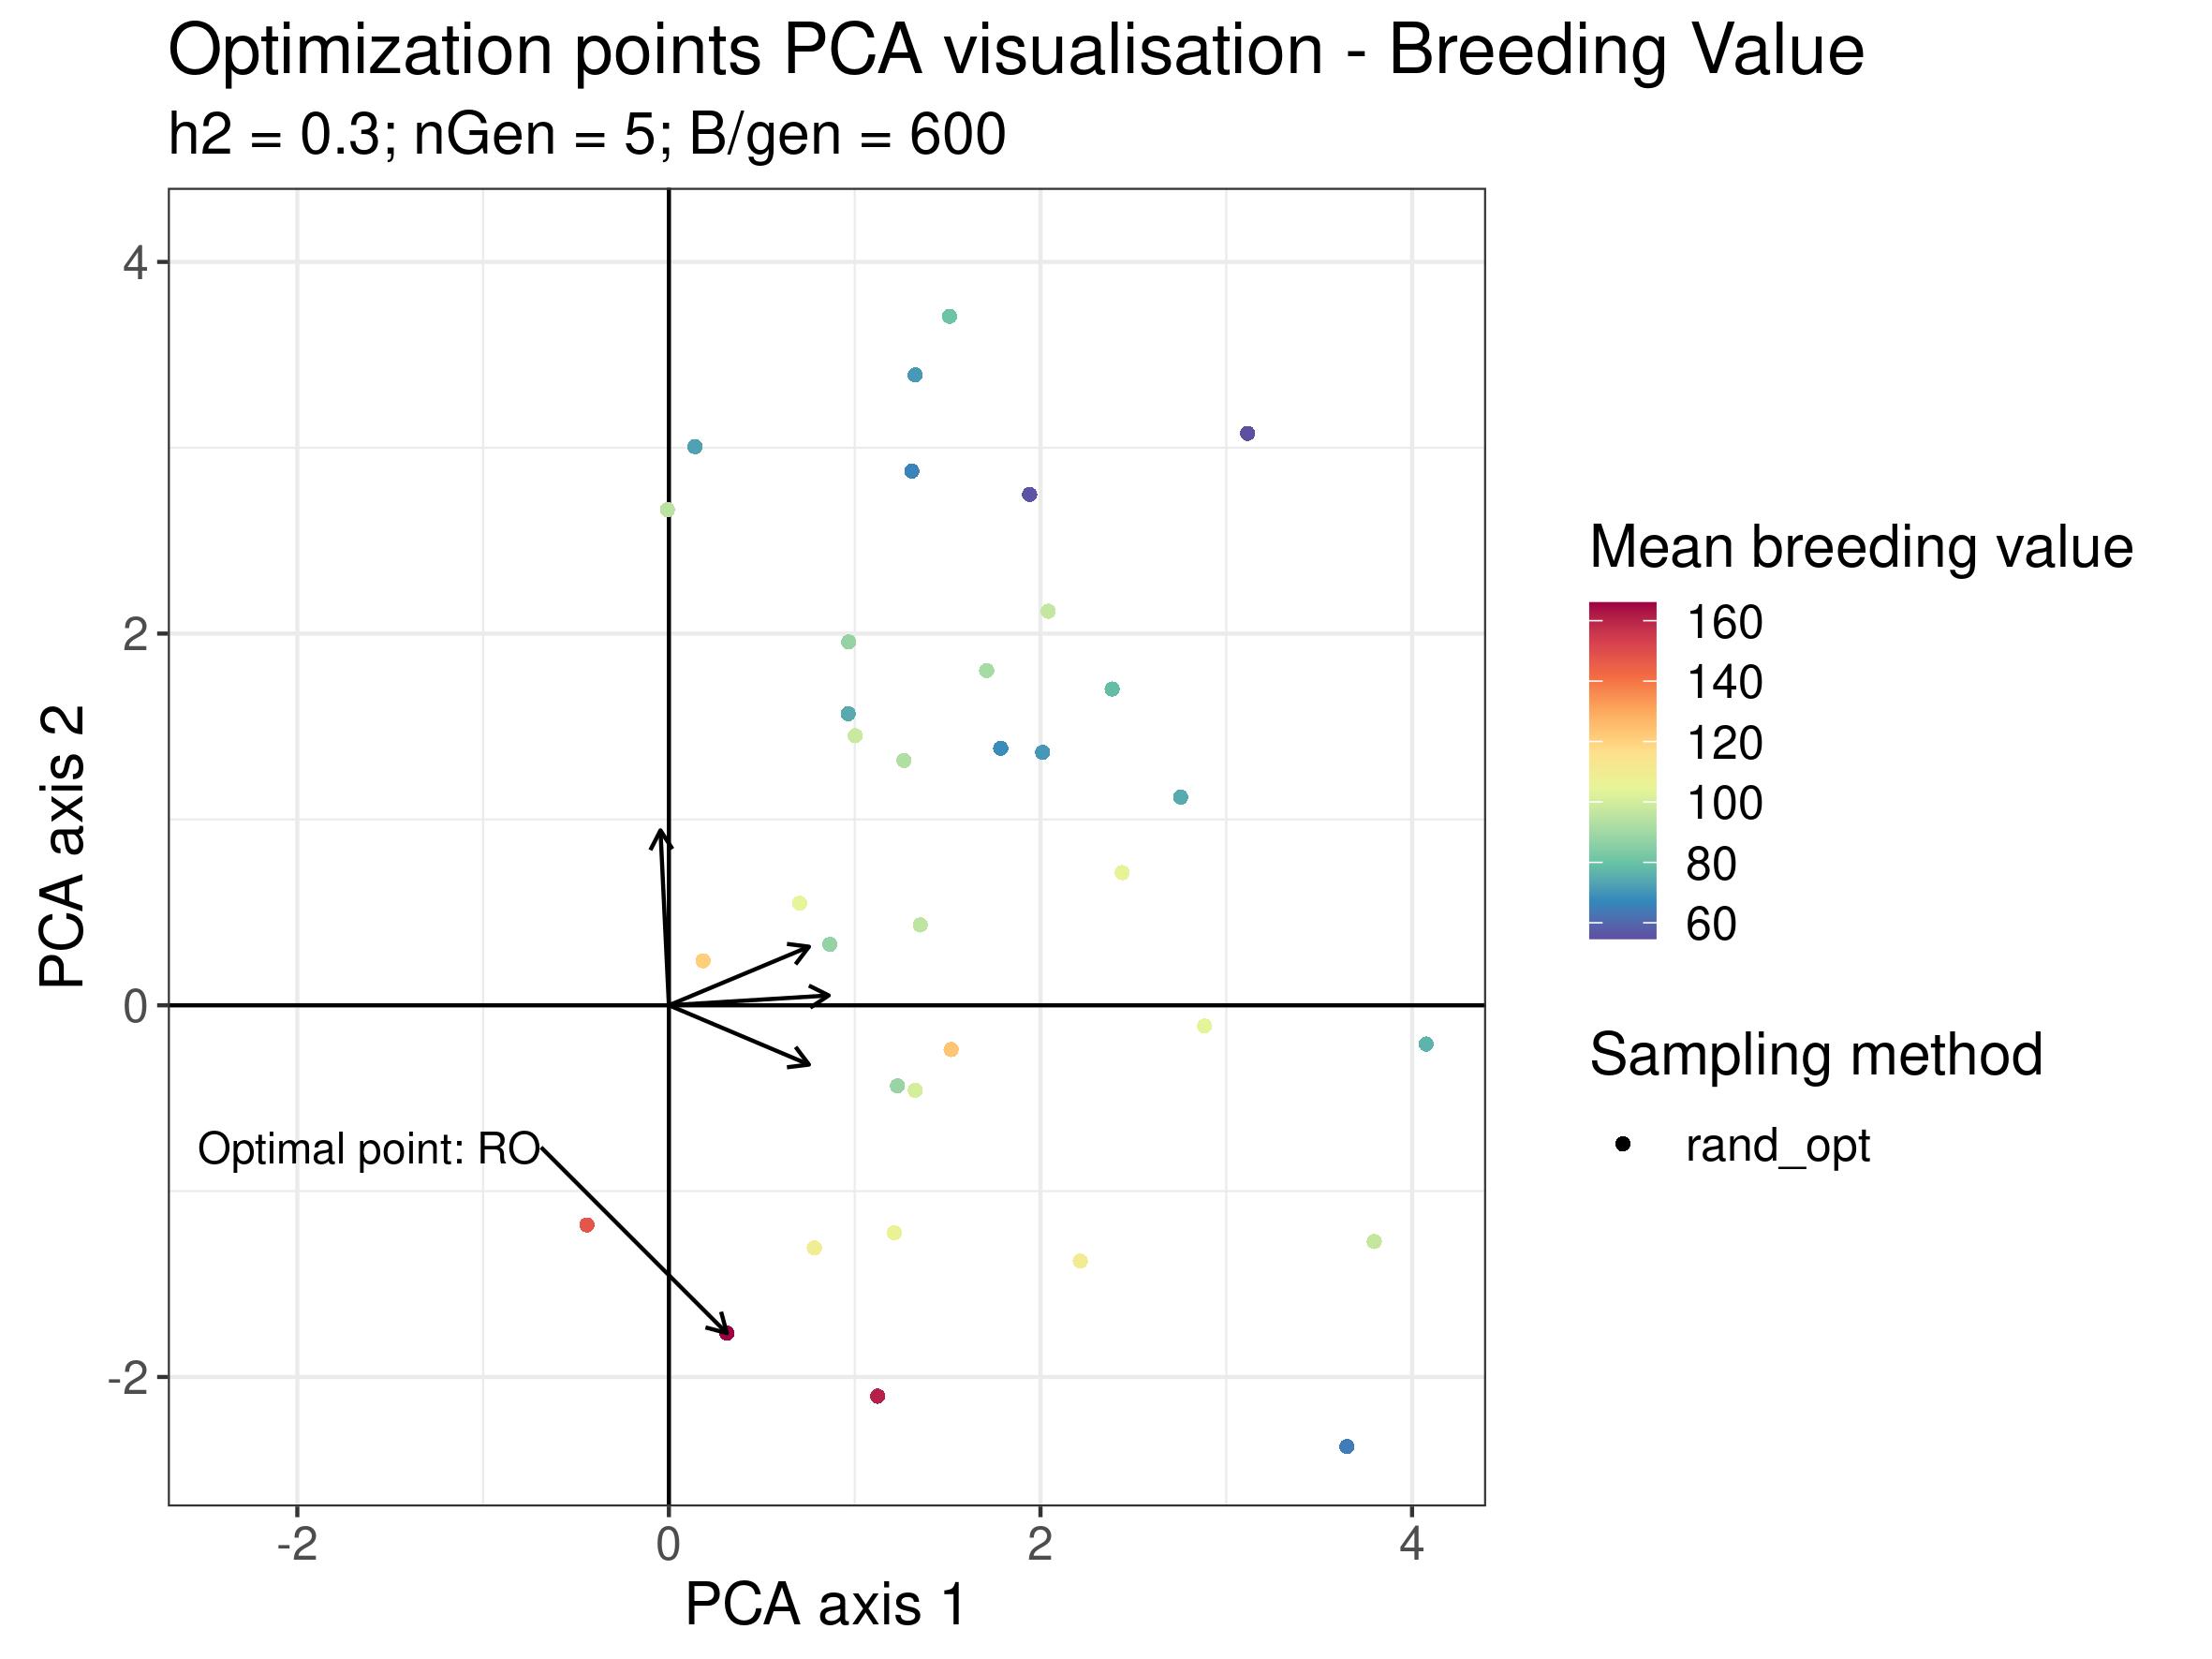 Optimization points PCA visualisation - Breeding Value
h2 = 0.3; nGen = 5; B/gen = 600
PCA axis 2
4
2
0
-2
Optimal point: RO
-2
0
2
4
PCA axis 1
Mean breeding value
160
140
120
100
80
60
Sampling method
rand_opt